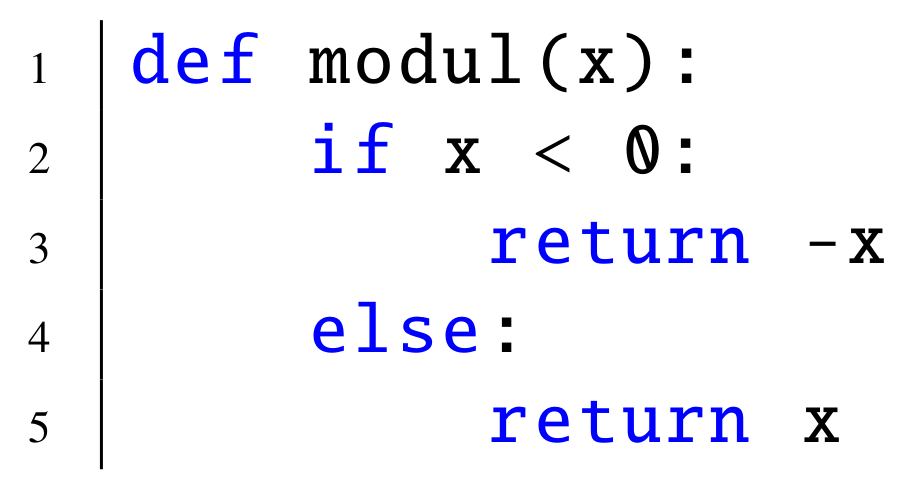 1 def modul(x):
2     if x < 0:
3         return -x
4     else:
5         return x